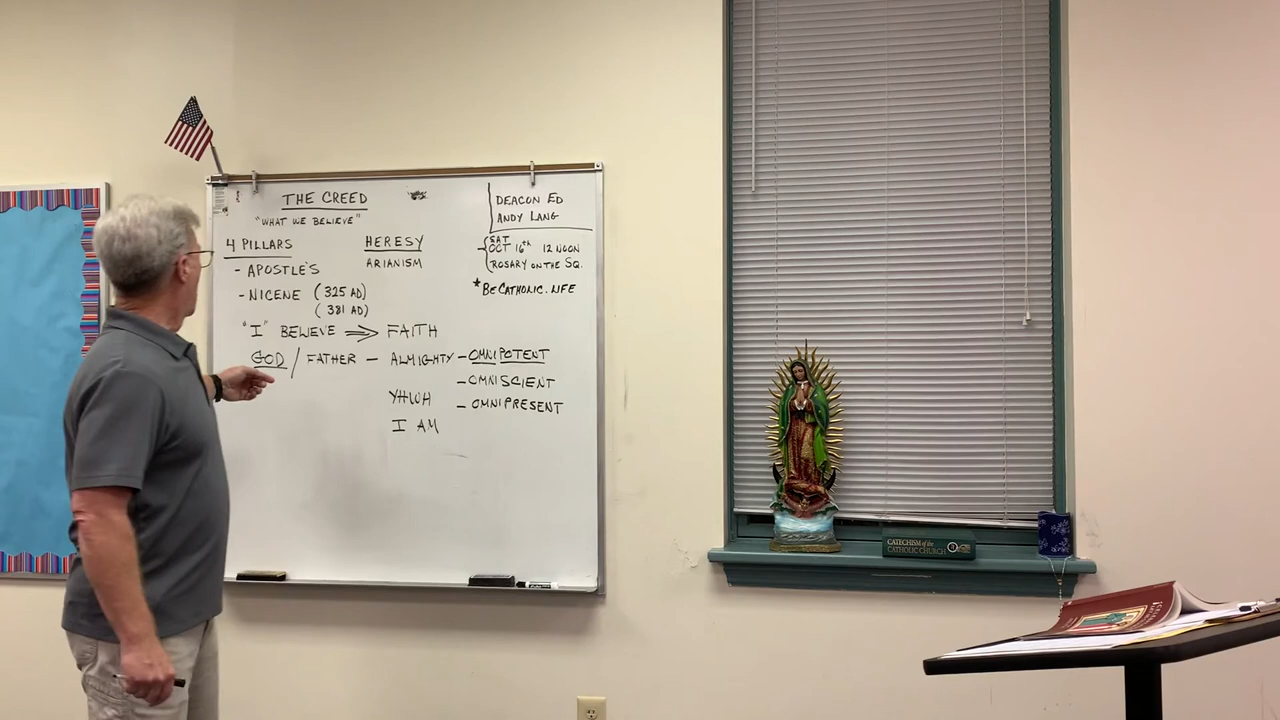 THE CREED
"WHAT WE BELIEVE"
4 PILLARS
- APOSTLE'S
- NICENE (325 AD)
(381 AD)
HERESY
ARIANISM
"I" BELIEVE ⇒ FAITH
GOD / FATHER - ALMIGHTY - OMNIPOTENT
- OMNISCIENT
YHWH - OMNIPRESENT
I AM
DEACON ED
ANDY LANG
SAT
OCT 16th 12 NOON
ROSARY ON THE SQ.
*BECATHOLIC.LIFE
CATECHISM of the
CATHOLIC CHURCH